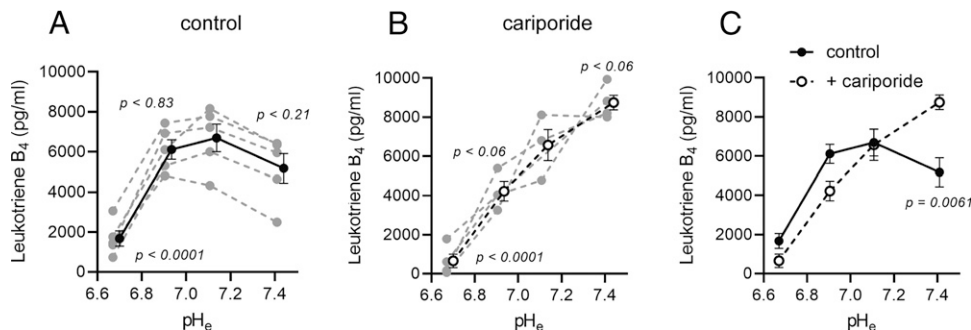 A
control
Leukotriene B4 (pg/ml)
10000
8000
6000
4000
2000
0
p < 0.83
p < 0.21
p < 0.0001
6.6 6.8 7.0 7.2 7.4
pHe
B
cariporide
Leukotriene B4 (pg/ml)
10000
8000
6000
4000
2000
0
p < 0.06
p < 0.06
p < 0.0001
6.6 6.8 7.0 7.2 7.4
pHe
C
control
+ cariporide
Leukotriene B4 (pg/ml)
10000
8000
6000
4000
2000
0
p = 0.0061
6.6 6.8 7.0 7.2 7.4
pHe